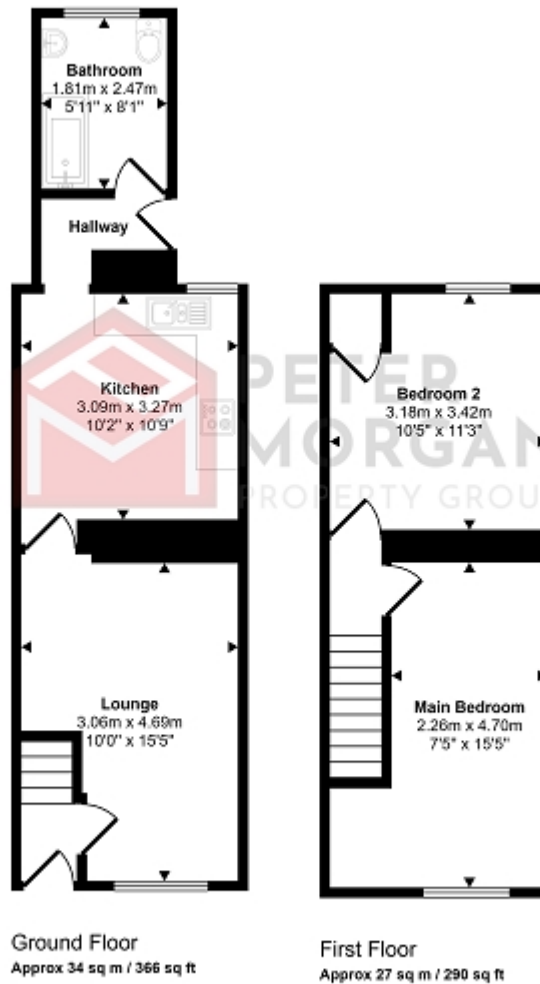 Bathroom
1.81m x 2.47m
5'11" x 8'1"
Hallway
Kitchen
3.09m x 3.27m
10'2" x 10'9"
Bedroom 2
3.18m x 3.42m
10'5" x 11'3"
PETER
MORGAN
PROPERTY GROU
Lounge
3.06m x 4.69m
10'0" x 15'5"
Main Bedroom
2.26m x 4.70m
7'5" x 15'5"
Ground Floor
Approx 34 sq m / 366 sq ft
First Floor
Approx 27 sq m / 290 sq ft